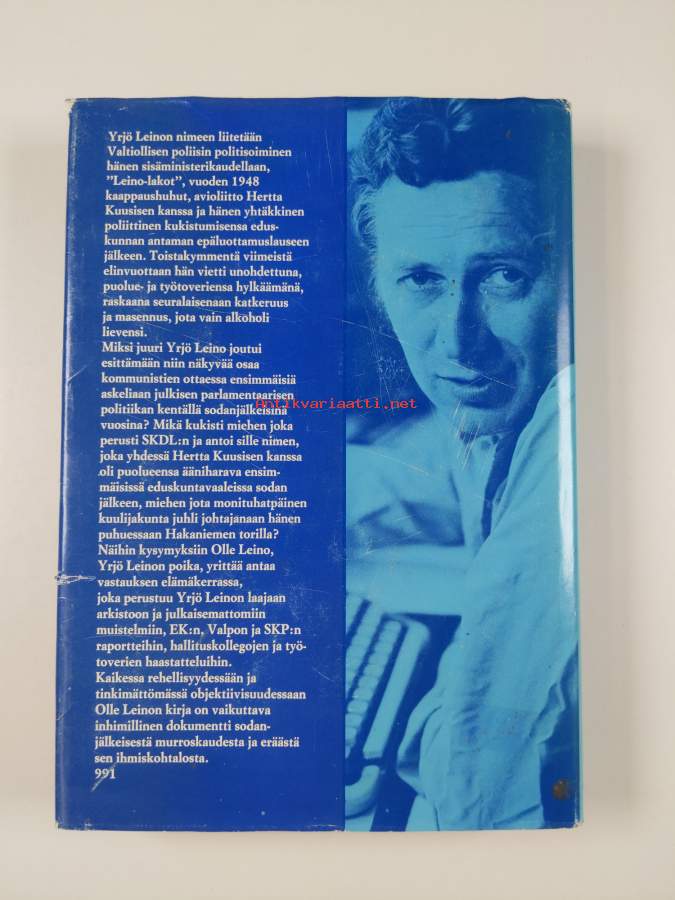 Yrjö Leinon nimeen liitetään
Valtiollisen poliisin politisoiminen
hänen sisäministerikaudellaan,
"Leino-lakot", vuoden 1948
kaappaushuhut, avioliitto Hertta
Kuusisen kanssa ja hänen yhtäkkinen
poliittinen kukistumisensa edus-
kunnan antaman epäluottamuslauseen
jälkeen. Toistakymmentä viimeistä
elinvuottaan hän vietti unohdettuna,
puolue- ja työtoveriensa hylkäämänä,
raskaana seuralaisenaan katkeruus
ja masennus, jota vain alkoholi
lievensi.
Miksi juuri Yrjö Leino joutui
esittämään niin näkyvää osaa
kommunistien ottaessa ensimmäisiä
askeliaan julkisen parlamentaarisen
politiikan kentällä sodanjälkeisinä
vuosina? Mikä kukisti miehen joka
perusti SKDL:n ja antoi sille nimen,
joka yhdessä Hertta Kuusisen kanssa
oli puolueensa ääniharava ensim-
mäisissä eduskuntavaaleissa sodan
jälkeen, miehen jota monituhatpäinen
kuulijakunta juhli johtajanaan hänen
puhuessaan Hakaniemen torilla?
Näihin kysymyksiin Olle Leino,
Yrjö Leinon poika, yrittää antaa
vastauksen elämäkerrassa,
joka perustuu Yrjö Leinon laajaan
arkistoon ja julkaisemattomiin
muistelmiin, EK:n, Valpon ja SKP:n
raportteihin, hallituskollegojen ja työ-
toverien haastatteluihin.
Kaikessa rehellisyydessään ja
tinkimättömässä objektiivisuudessaan
Olle Leinon kirja on vaikuttava
inhimillinen dokumentti sodan-
jälkeisestä murroskaudesta ja eräästä
sen ihmiskohtalosta.
991
Antikvariaatti.net